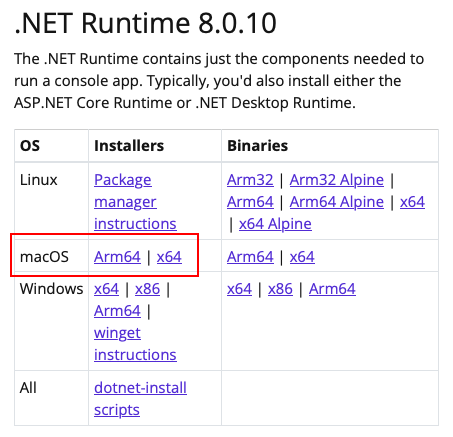 .NET Runtime 8.0.10
The .NET Runtime contains just the components needed to
run a console app. Typically, you'd also install either the
ASP.NET Core Runtime or .NET Desktop Runtime.
OS Installers Binaries
Linux Package manager instructions Arm32 | Arm32 Alpine | Arm64 | Arm64 Alpine | x64 | x64 Alpine
macOS Arm64 | x64 Arm64 | x64
Windows x64 | x86 | Arm64 | winget instructions x64 | x86 | Arm64
All dotnet-install scripts